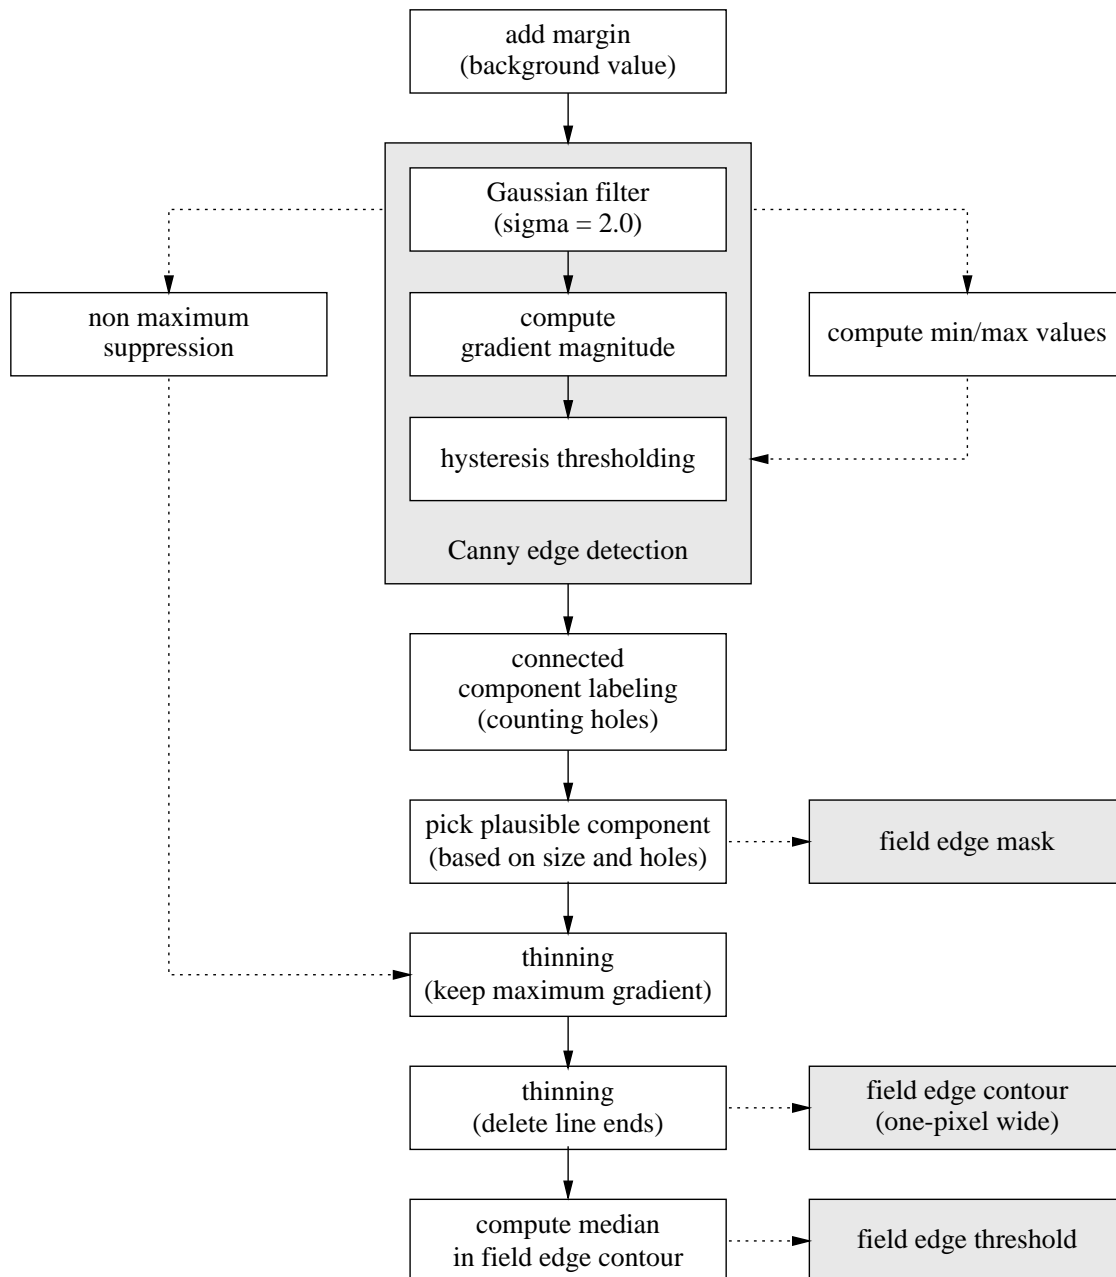 add margin
(background value)
Gaussian filter
(sigma = 2.0)
non maximum
suppression
compute
gradient magnitude
compute min/max values
hysteresis thresholding
Canny edge detection
connected
component labeling
(counting holes)
pick plausible component
(based on size and holes)
field edge mask
thinning
(keep maximum gradient)
thinning
(delete line ends)
field edge contour
(one-pixel wide)
compute median
in field edge contour
field edge threshold